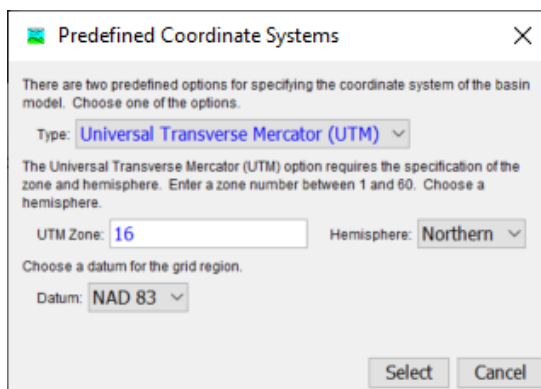 Predefined Coordinate Systems
There are two predefined options for specifying the coordinate system of the basin
model. Choose one of the options.
Type: Universal Transverse Mercator (UTM)
The Universal Transverse Mercator (UTM) option requires the specification of the
zone and hemisphere. Enter a zone number between 1 and 60. Choose a
hemisphere.
UTM Zone: 16 Hemisphere: Northern
Choose a datum for the grid region.
Datum: NAD 83
Select Cancel